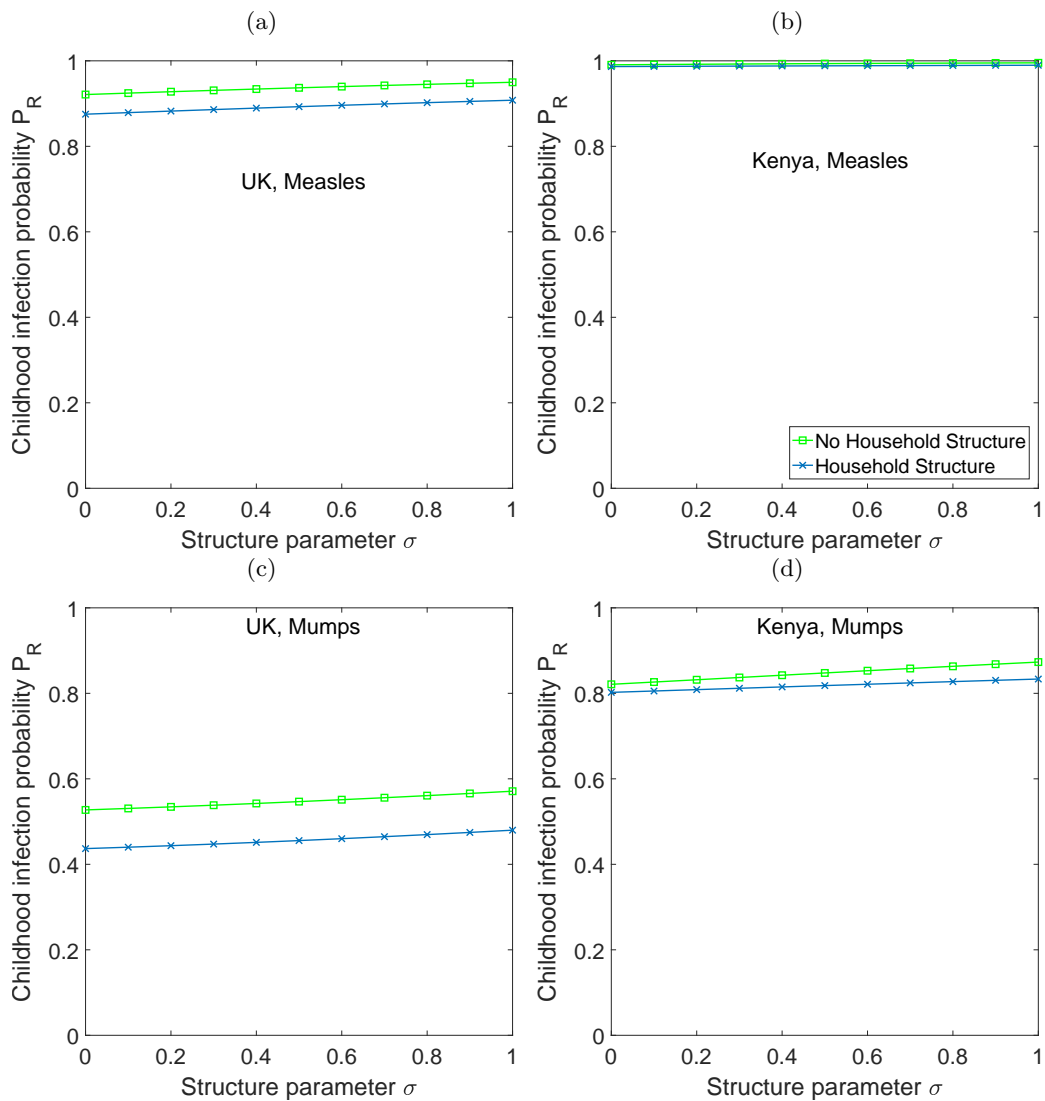 (a)
1
0.8
0.6
0.4
0.2
0
Childhood infection probability P_R
UK, Measles
0 0.2 0.4 0.6 0.8 1
Structure parameter σ
(b)
1
0.8
0.6
0.4
0.2
0
Childhood infection probability P_R
Kenya, Measles
No Household Structure
Household Structure
0 0.2 0.4 0.6 0.8 1
Structure parameter σ
(c)
1
0.8
0.6
0.4
0.2
0
Childhood infection probability P_R
UK, Mumps
0 0.2 0.4 0.6 0.8 1
Structure parameter σ
(d)
1
0.8
0.6
0.4
0.2
0
Childhood infection probability P_R
Kenya, Mumps
0 0.2 0.4 0.6 0.8 1
Structure parameter σ